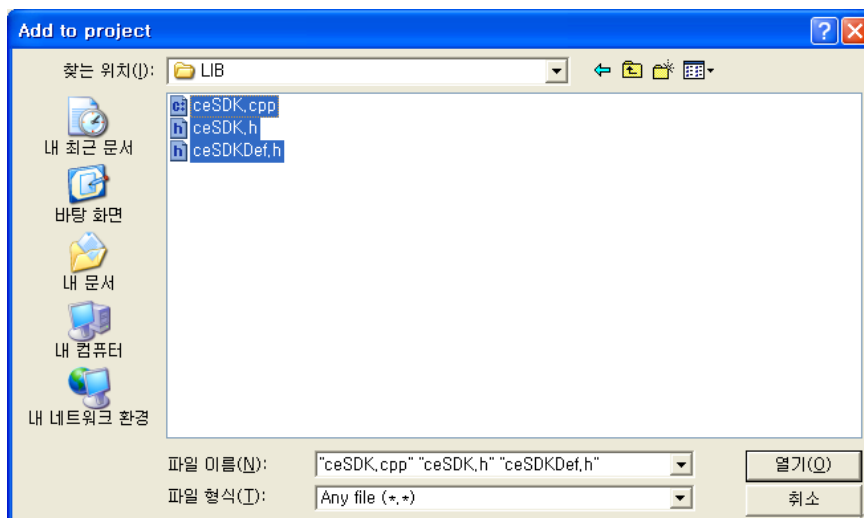 Add to project
찾는 위치(I): LIB
ceSDK.cpp
ceSDK.h
ceSDKDef.h
내 최근 문서
바탕 화면
내 문서
내 컴퓨터
내 네트워크 환경
파일 이름(N): "ceSDK.cpp" "ceSDK.h" "ceSDKDef.h" 열기(O)
파일 형식(T): Any file (*.*) 취소